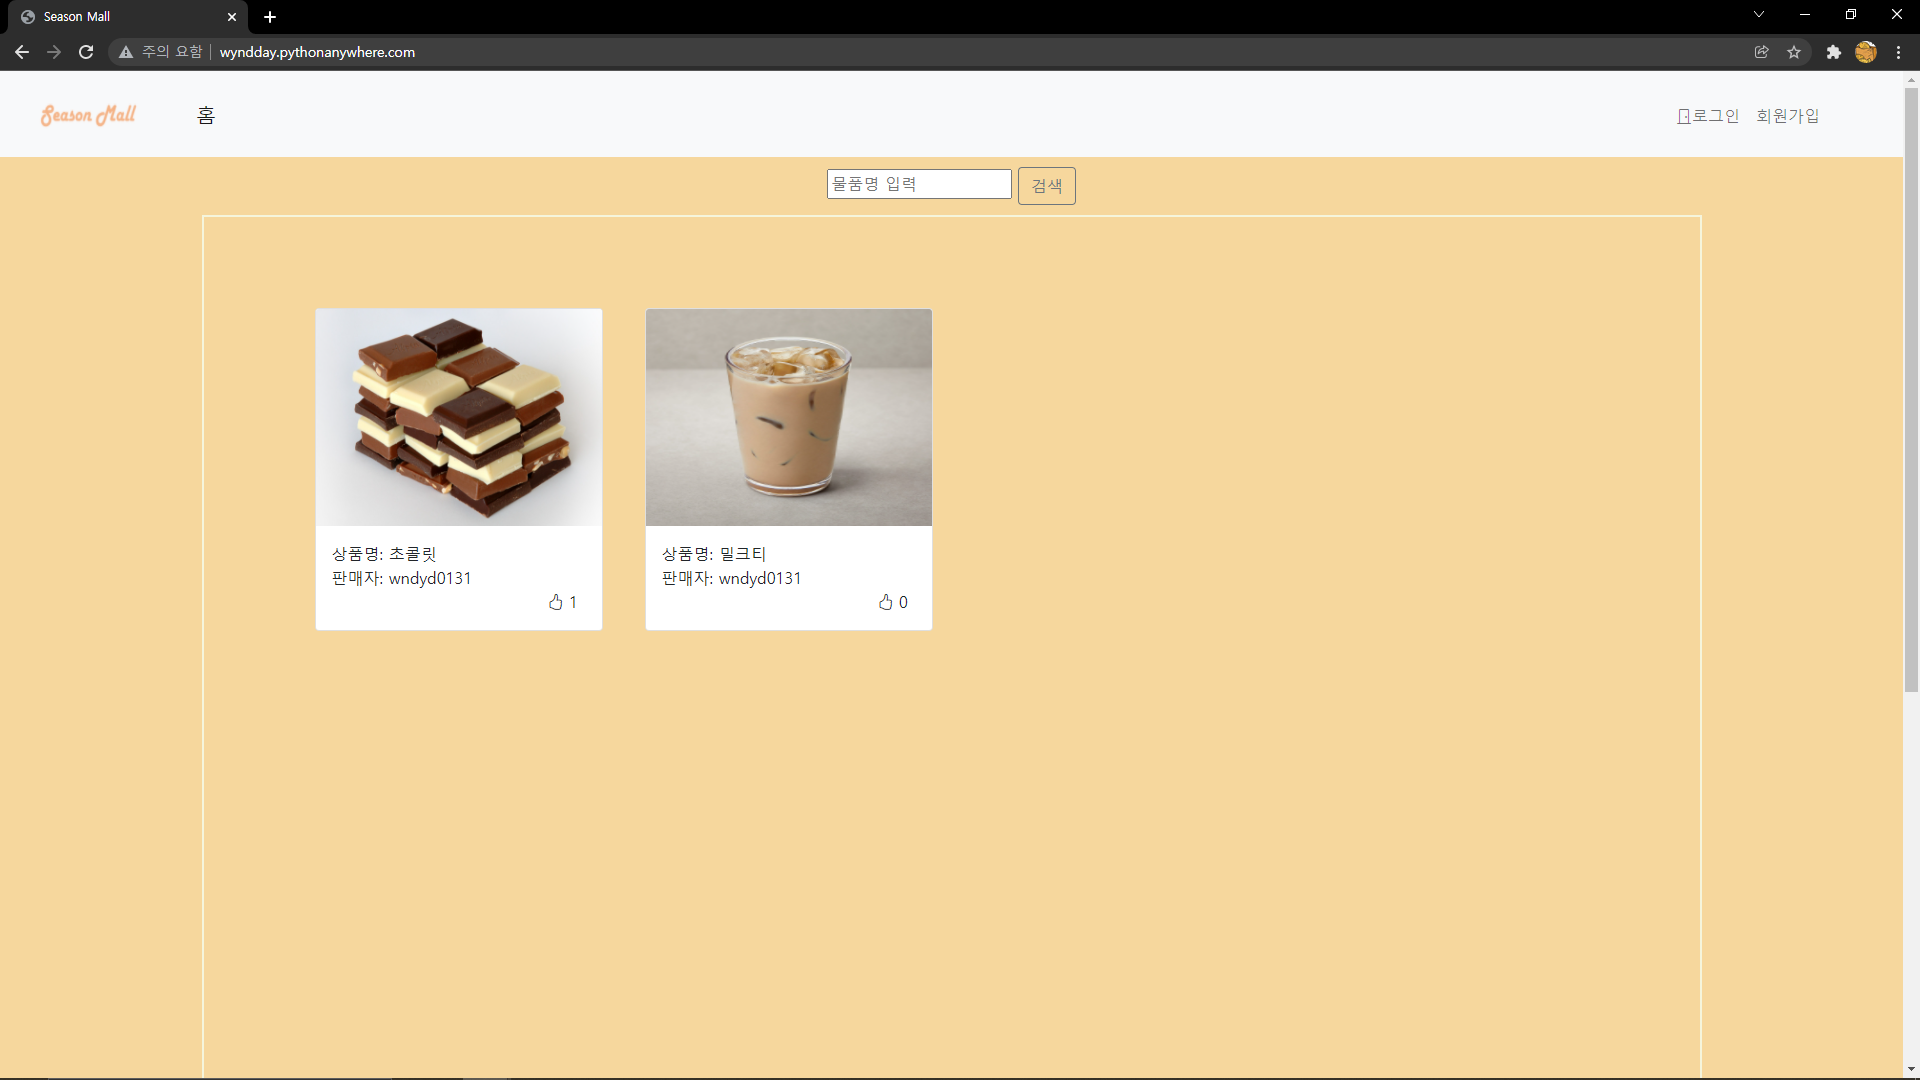 Season Mall
주의 요함
wyndday.pythonanywhere.com
Season Mall
홈
로그인
회원가입
물품명 입력
검색
상품명: 초콜릿
판매자: wndyd0131
1
상품명: 밀크티
판매자: wndyd0131
0